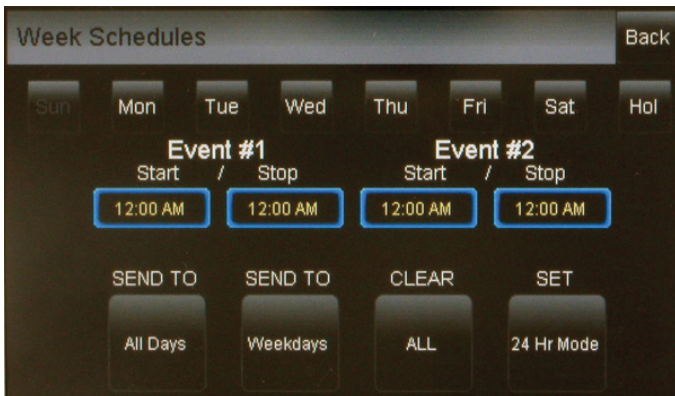 Week Schedules Back
Sun Mon Tue Wed Thu Fri Sat Hol
Event #1 Event #2
Start / Stop Start / Stop
12:00 AM 12:00 AM 12:00 AM 12:00 AM
SEND TO SEND TO CLEAR SET
All Days Weekdays ALL 24 Hr Mode